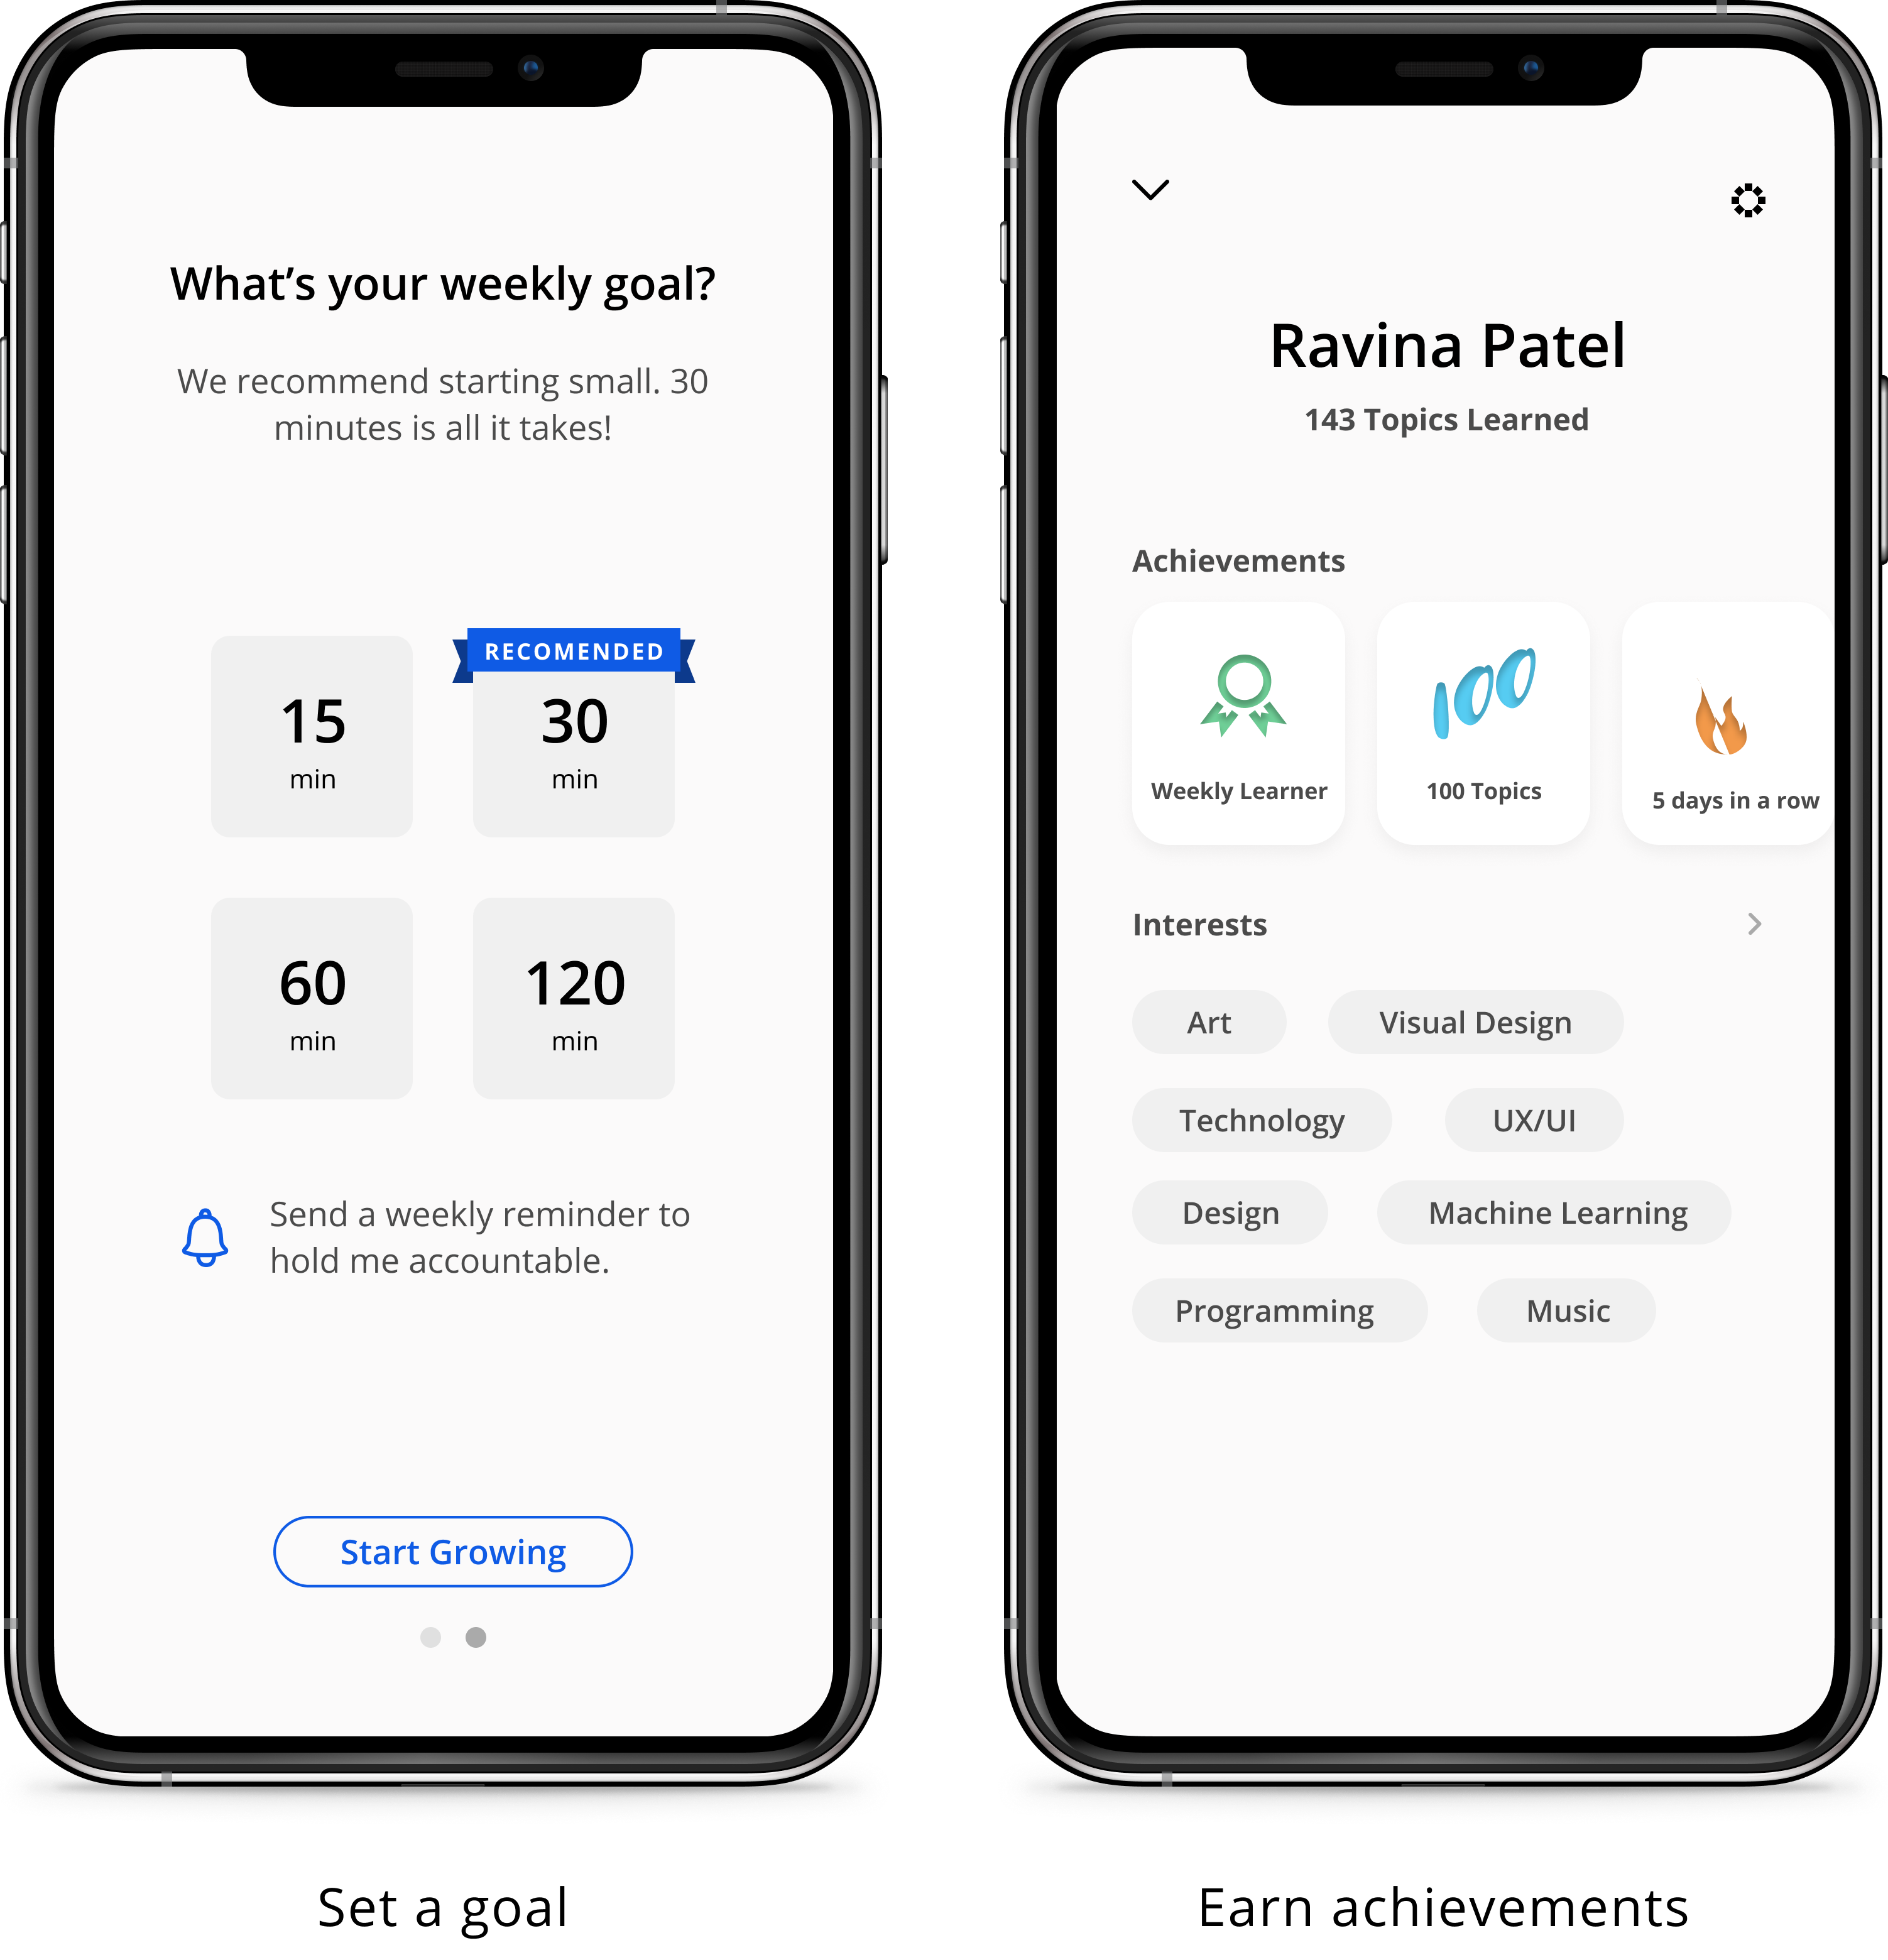 What’s your weekly goal?
We recommend starting small. 30
minutes is all it takes!
15
min
RECOMENDED
30
min
60
min
120
min
Send a weekly reminder to
hold me accountable.
Start Growing
Set a goal
Ravina Patel
143 Topics Learned
Achievements
100
Weekly Learner
100 Topics
5 days in a row
Interests
Art
Visual Design
Technology
UX/UI
Design
Machine Learning
Programming
Music
Earn achievements